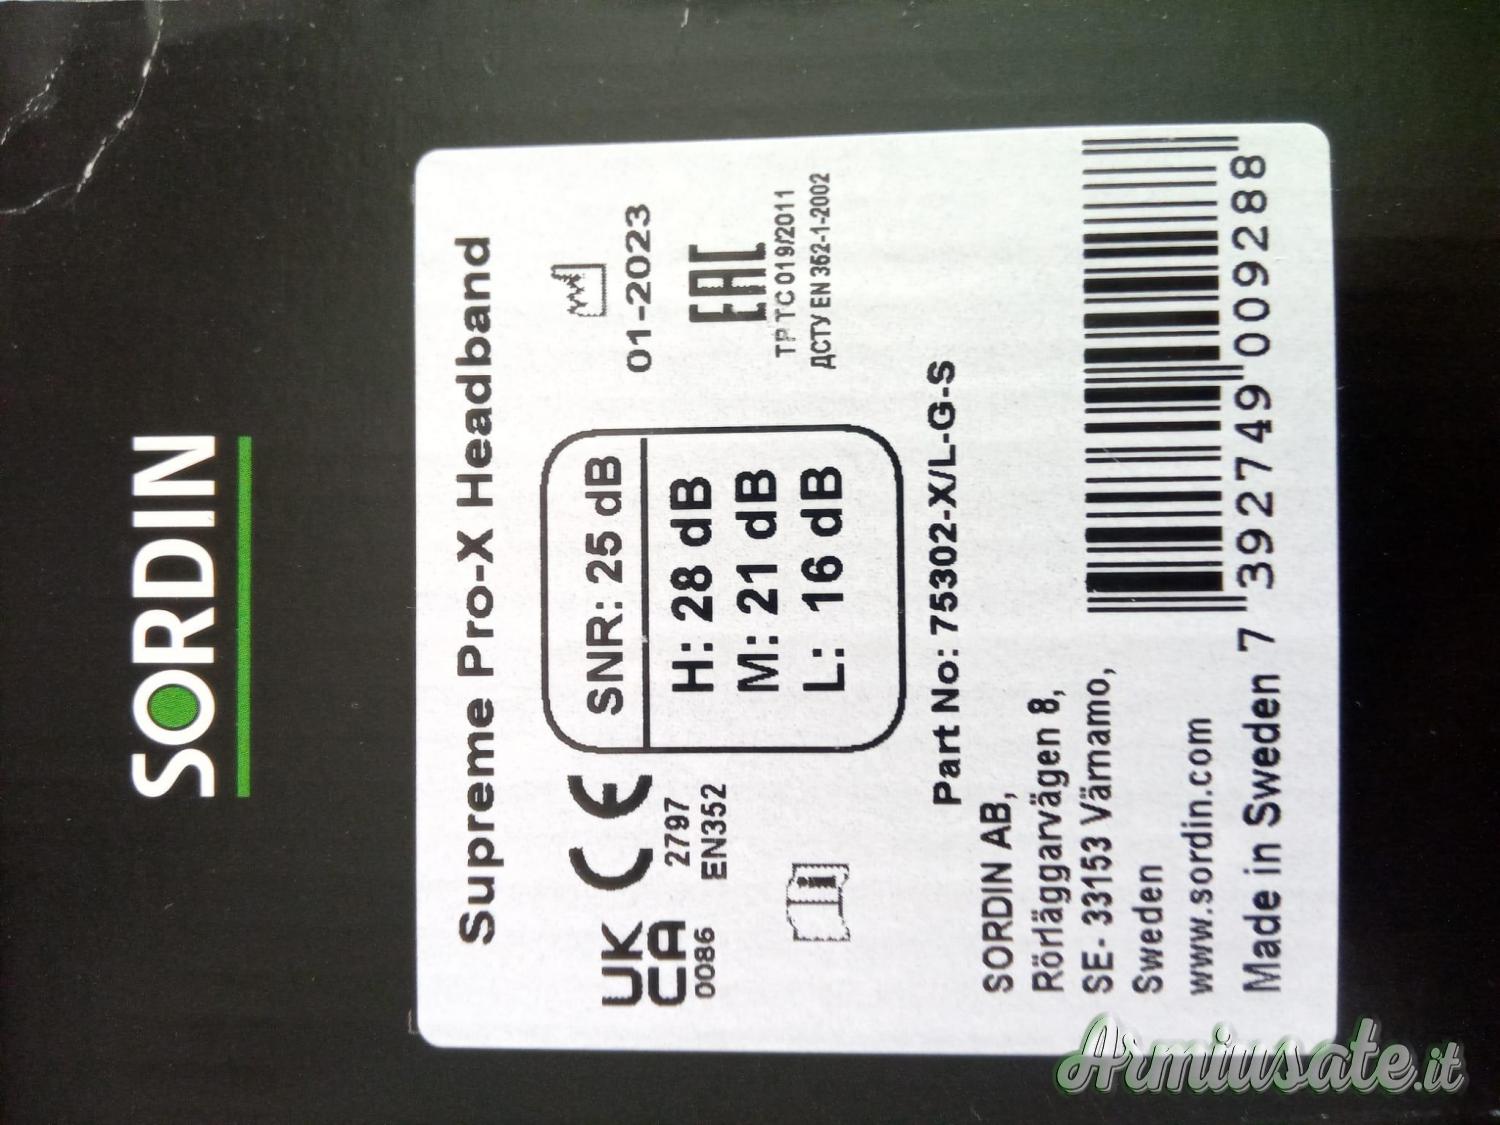 SORDIN
Supreme Pro-X Headband
UK
CA
0086
CE
2797
EN352
SNR: 25 dB
H: 28 dB
M: 21 dB
L: 16 dB
01-2023
EAC
ТР ТС 019/2011
ДСТУ EN 352-1-2002
Part No: 75302-X/L-G-S
SORDIN AB,
Rörläggarvägen 8,
SE- 33153 Värnamo,
Sweden
www.sordin.com
Made in Sweden
7 392749 009288
Armiusate.it